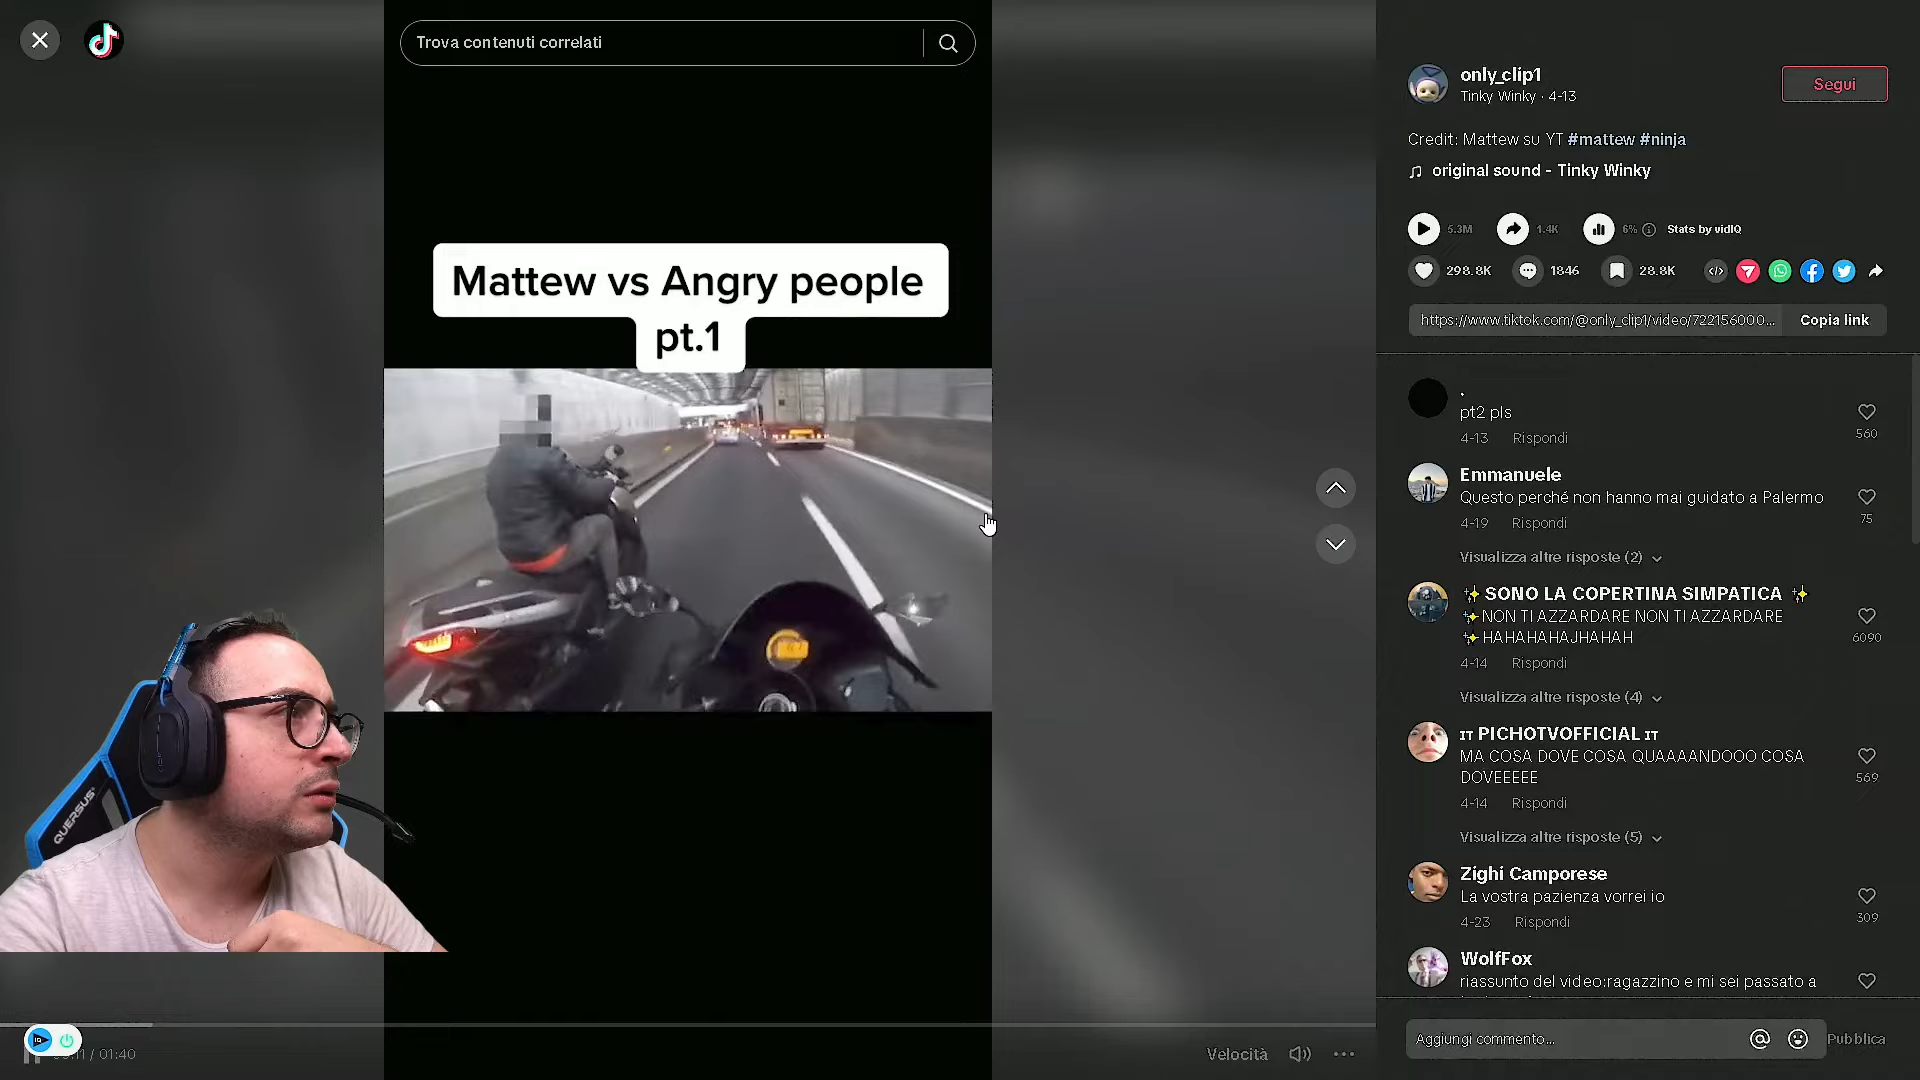 Trova contenuti correlati
Mattew vs Angry people
pt.1
QUERSUS
/ 01:40
Velocità
only_clip1
Tinky Winky · 4-13
Segui
Credit: Mattew su YT #mattew #ninja
original sound - Tinky Winky
5.3M
1.4K
6%
Stats by vidIQ
298.8K
1846
28.8K
https://www.tiktok.com/@only_clip1/video/722156000...
Copia link
.
pt2 pls
4-13 Rispondi
560
Emmanuele
Questo perché non hanno mai guidato a Palermo
75
4-19 Rispondi
Visualizza altre risposte (2)
✨ SONO LA COPERTINA SIMPATICA ✨
✨NON TI AZZARDARE NON TI AZZARDARE
✨HAHAHAHAJHAHAH
6090
4-14 Rispondi
Visualizza altre risposte (4)
IT PICHOTVOFFICIAL IT
MA COSA DOVE COSA QUAAAANDOOO COSA
DOVEEEEE
569
4-14 Rispondi
Visualizza altre risposte (5)
Zighi Camporese
La vostra pazienza vorrei io
309
4-23 Rispondi
WolfFox
riassunto del video:ragazzino e mi sei passato a
Aggiungi commento...
Pubblica